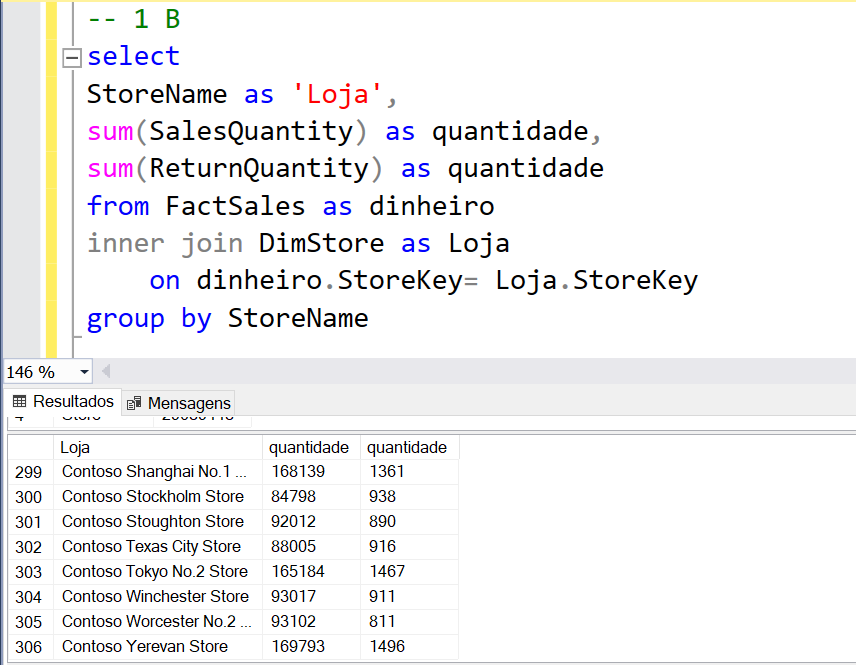 -- 1 B
select
StoreName as 'Loja',
sum(SalesQuantity) as quantidade,
sum(ReturnQuantity) as quantidade
from FactSales as dinheiro
inner join DimStore as Loja
on dinheiro.StoreKey= Loja.StoreKey
group by StoreName
146 %
Resultados Mensagens
Loja quantidade quantidade
299 Contoso Shanghai No.1 ... 168139 1361
300 Contoso Stockholm Store 84798 938
301 Contoso Stoughton Store 92012 890
302 Contoso Texas City Store 88005 916
303 Contoso Tokyo No.2 Store 165184 1467
304 Contoso Winchester Store 93017 911
305 Contoso Worcester No.2 ... 93102 811
306 Contoso Yerevan Store 169793 1496